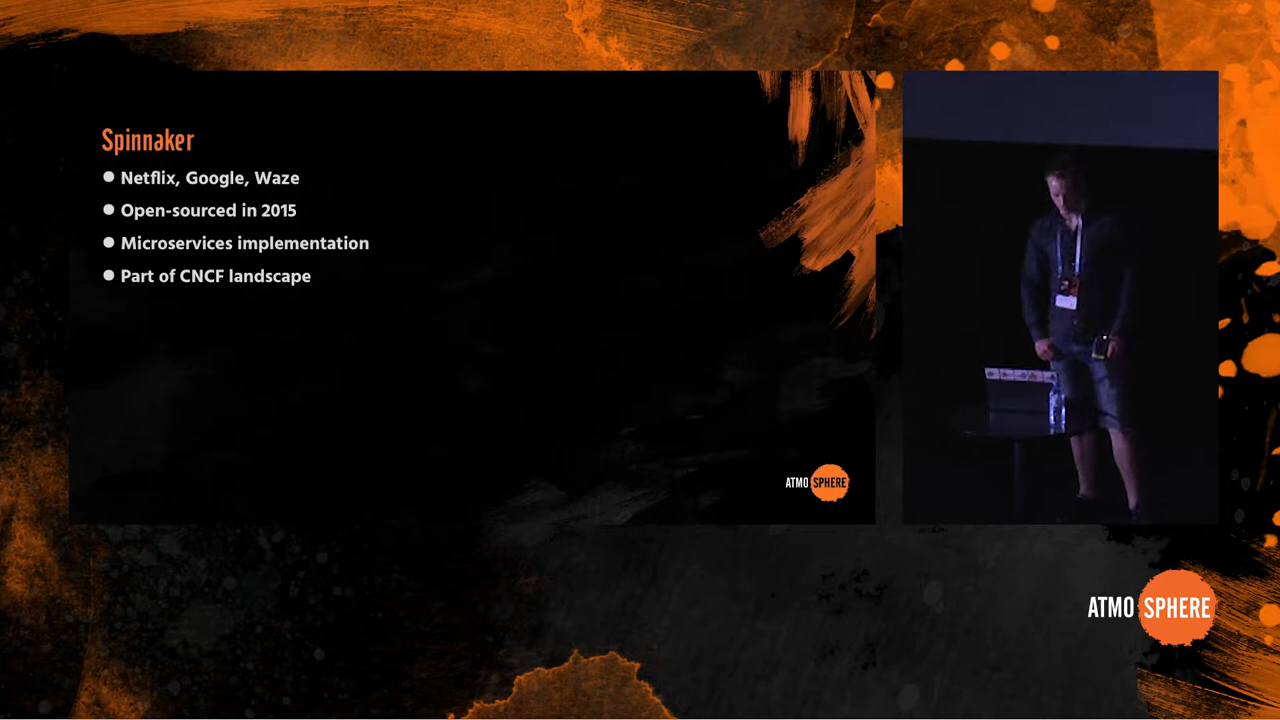 Spinnaker
Netflix, Google, Waze
Open-sourced in 2015
Microservices implementation
Part of CNCF landscape
ATMO SPHERE
ATMO SPHERE